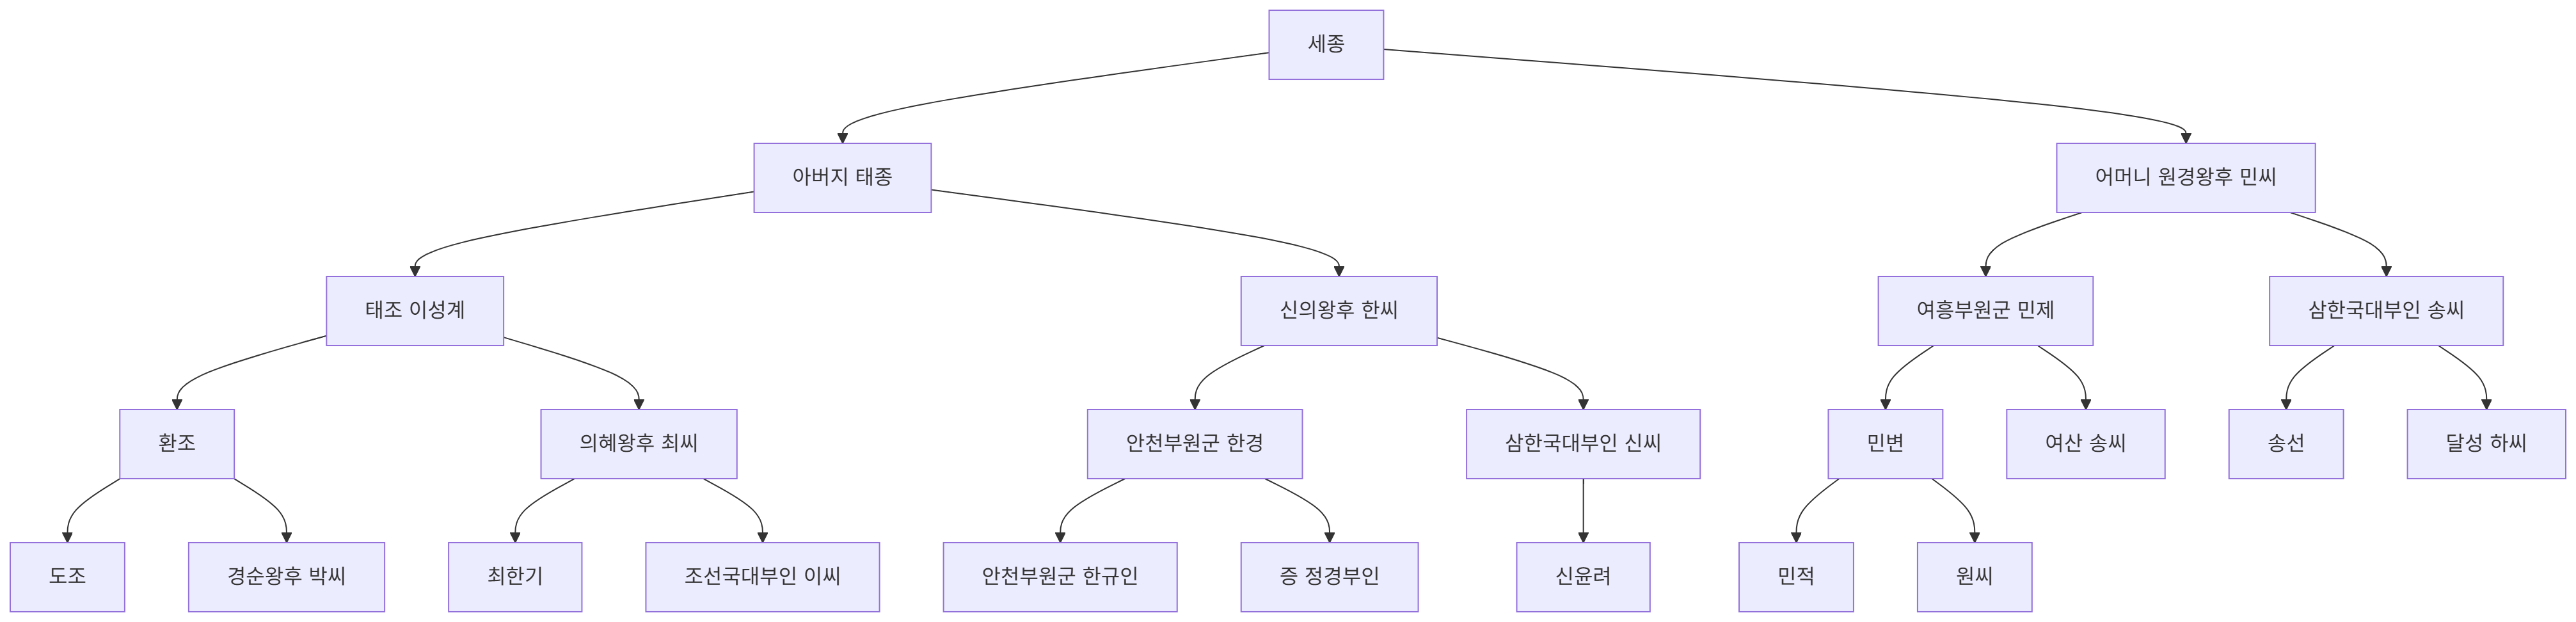 세종
아버지 태종
어머니 원경왕후 민씨
태조 이성계
신의왕후 한씨
여흥부원군 민제
삼한국대부인 송씨
환조
의혜왕후 최씨
안천부원군 한경
삼한국대부인 신씨
민변
여산 송씨
송선
달성 하씨
도조
경순왕후 박씨
최한기
조선국대부인 이씨
안천부원군 한규인
증 정경부인
신윤려
민적
원씨